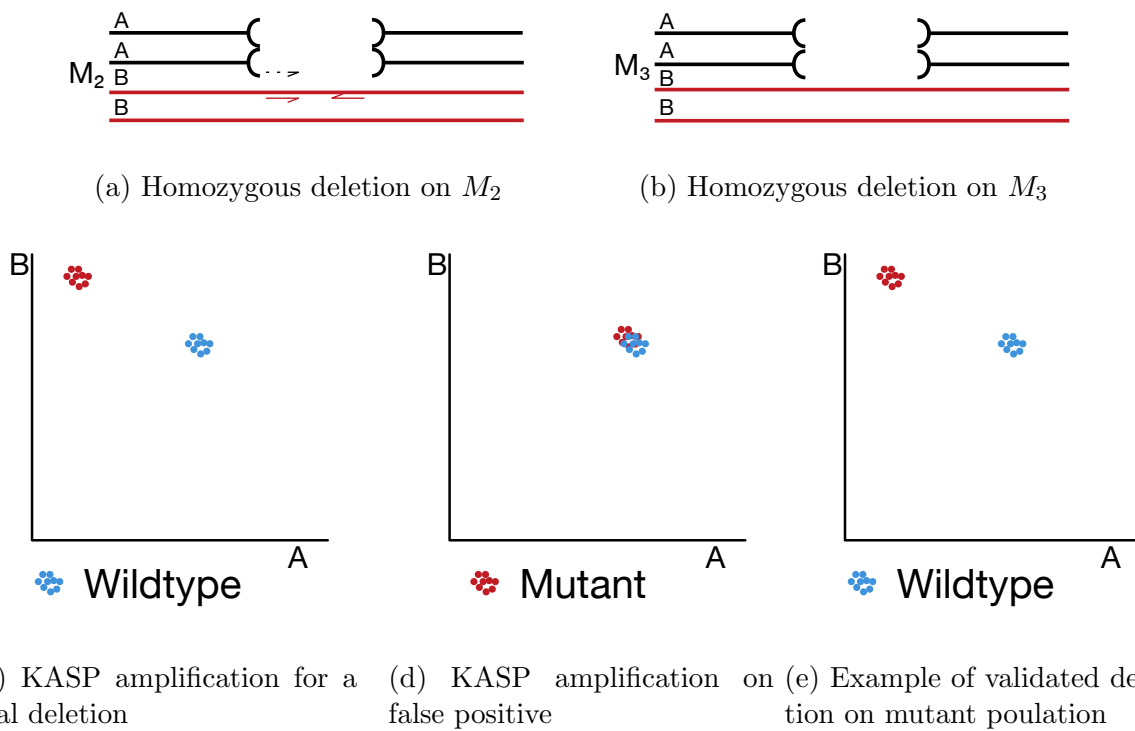 A
A
M2
B
B
A
A
M3
B
B
(a) Homozygous deletion on M2
(b) Homozygous deletion on M3
B
A
B
A
B
A
Wildtype
Mutant
Wildtype
) KASP amplification for a
deletion
(d) KASP amplification on
false positive
(e) Example of validated de
tion on mutant poulation